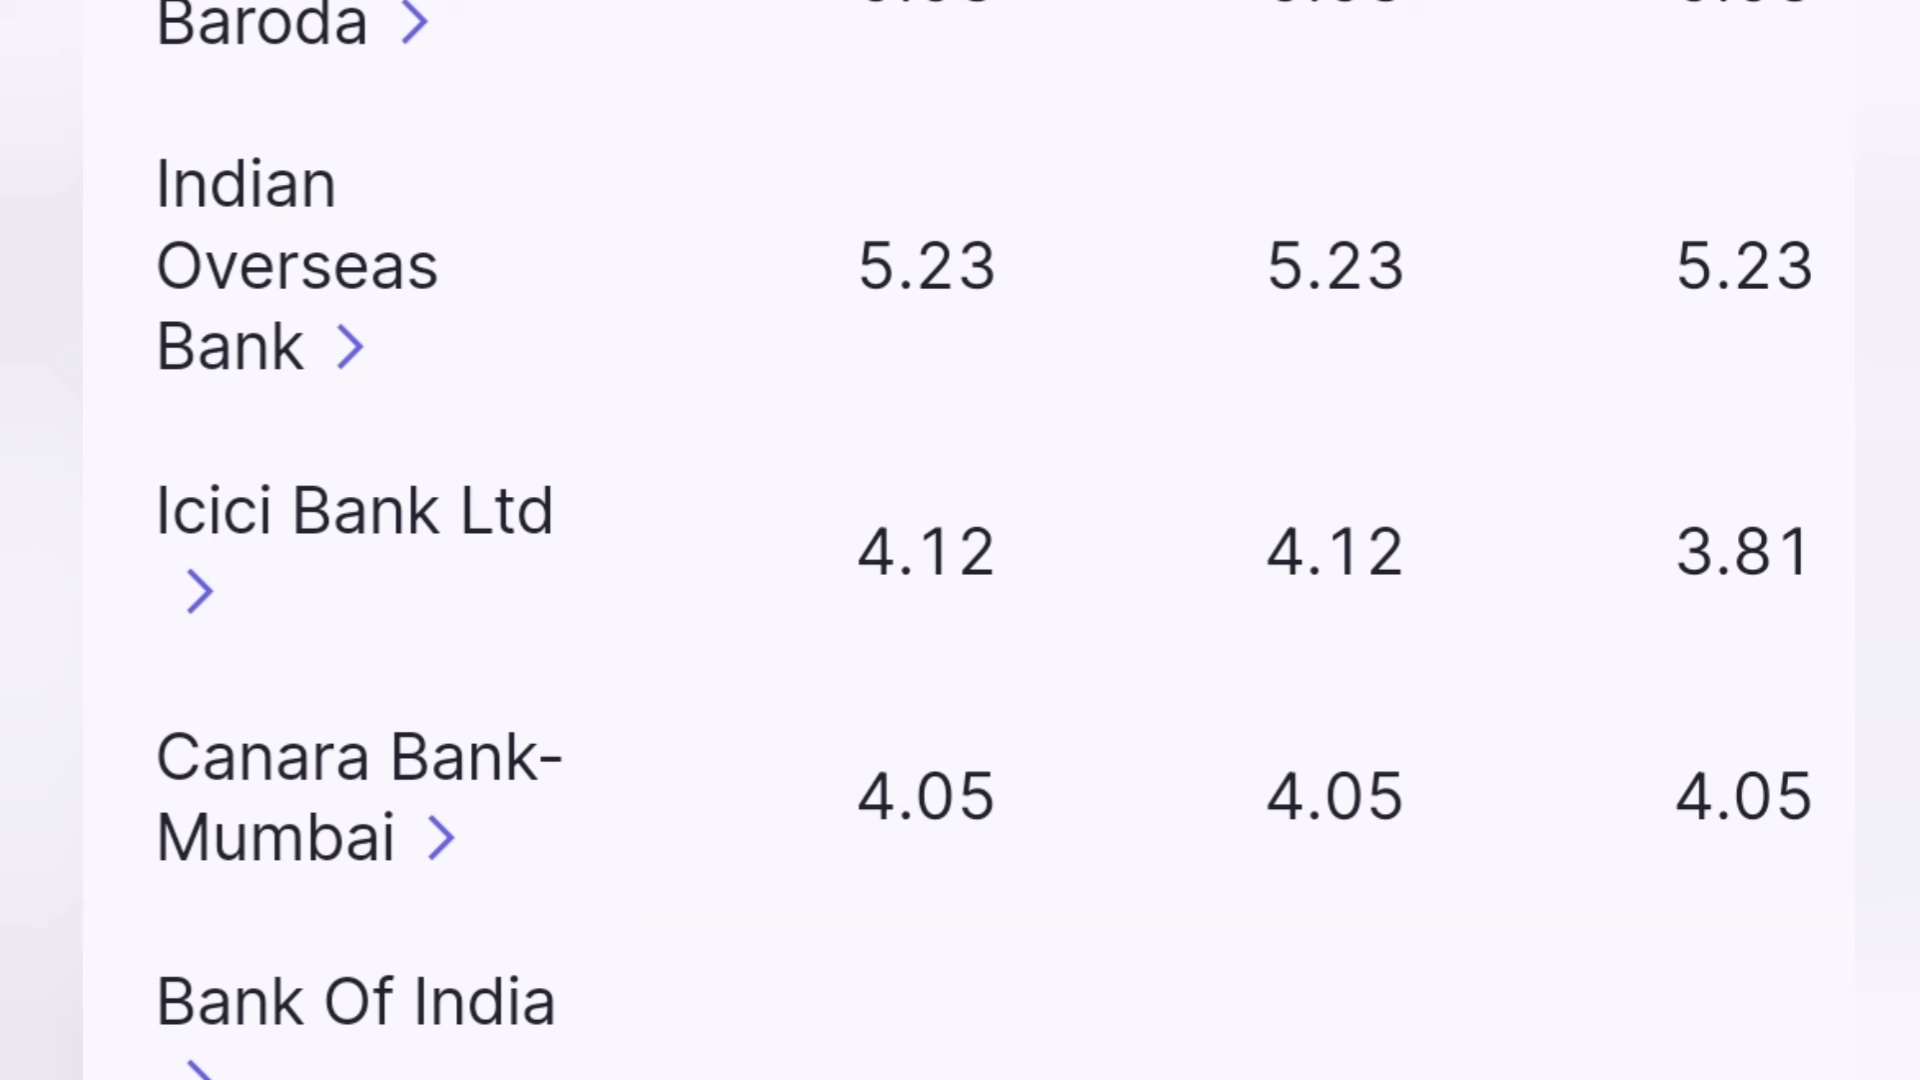 Baroda
Indian
Overseas
Bank
5.23 5.23 5.23
Icici Bank Ltd
4.12 4.12 3.81
Canara Bank-
Mumbai
4.05 4.05 4.05
Bank Of India